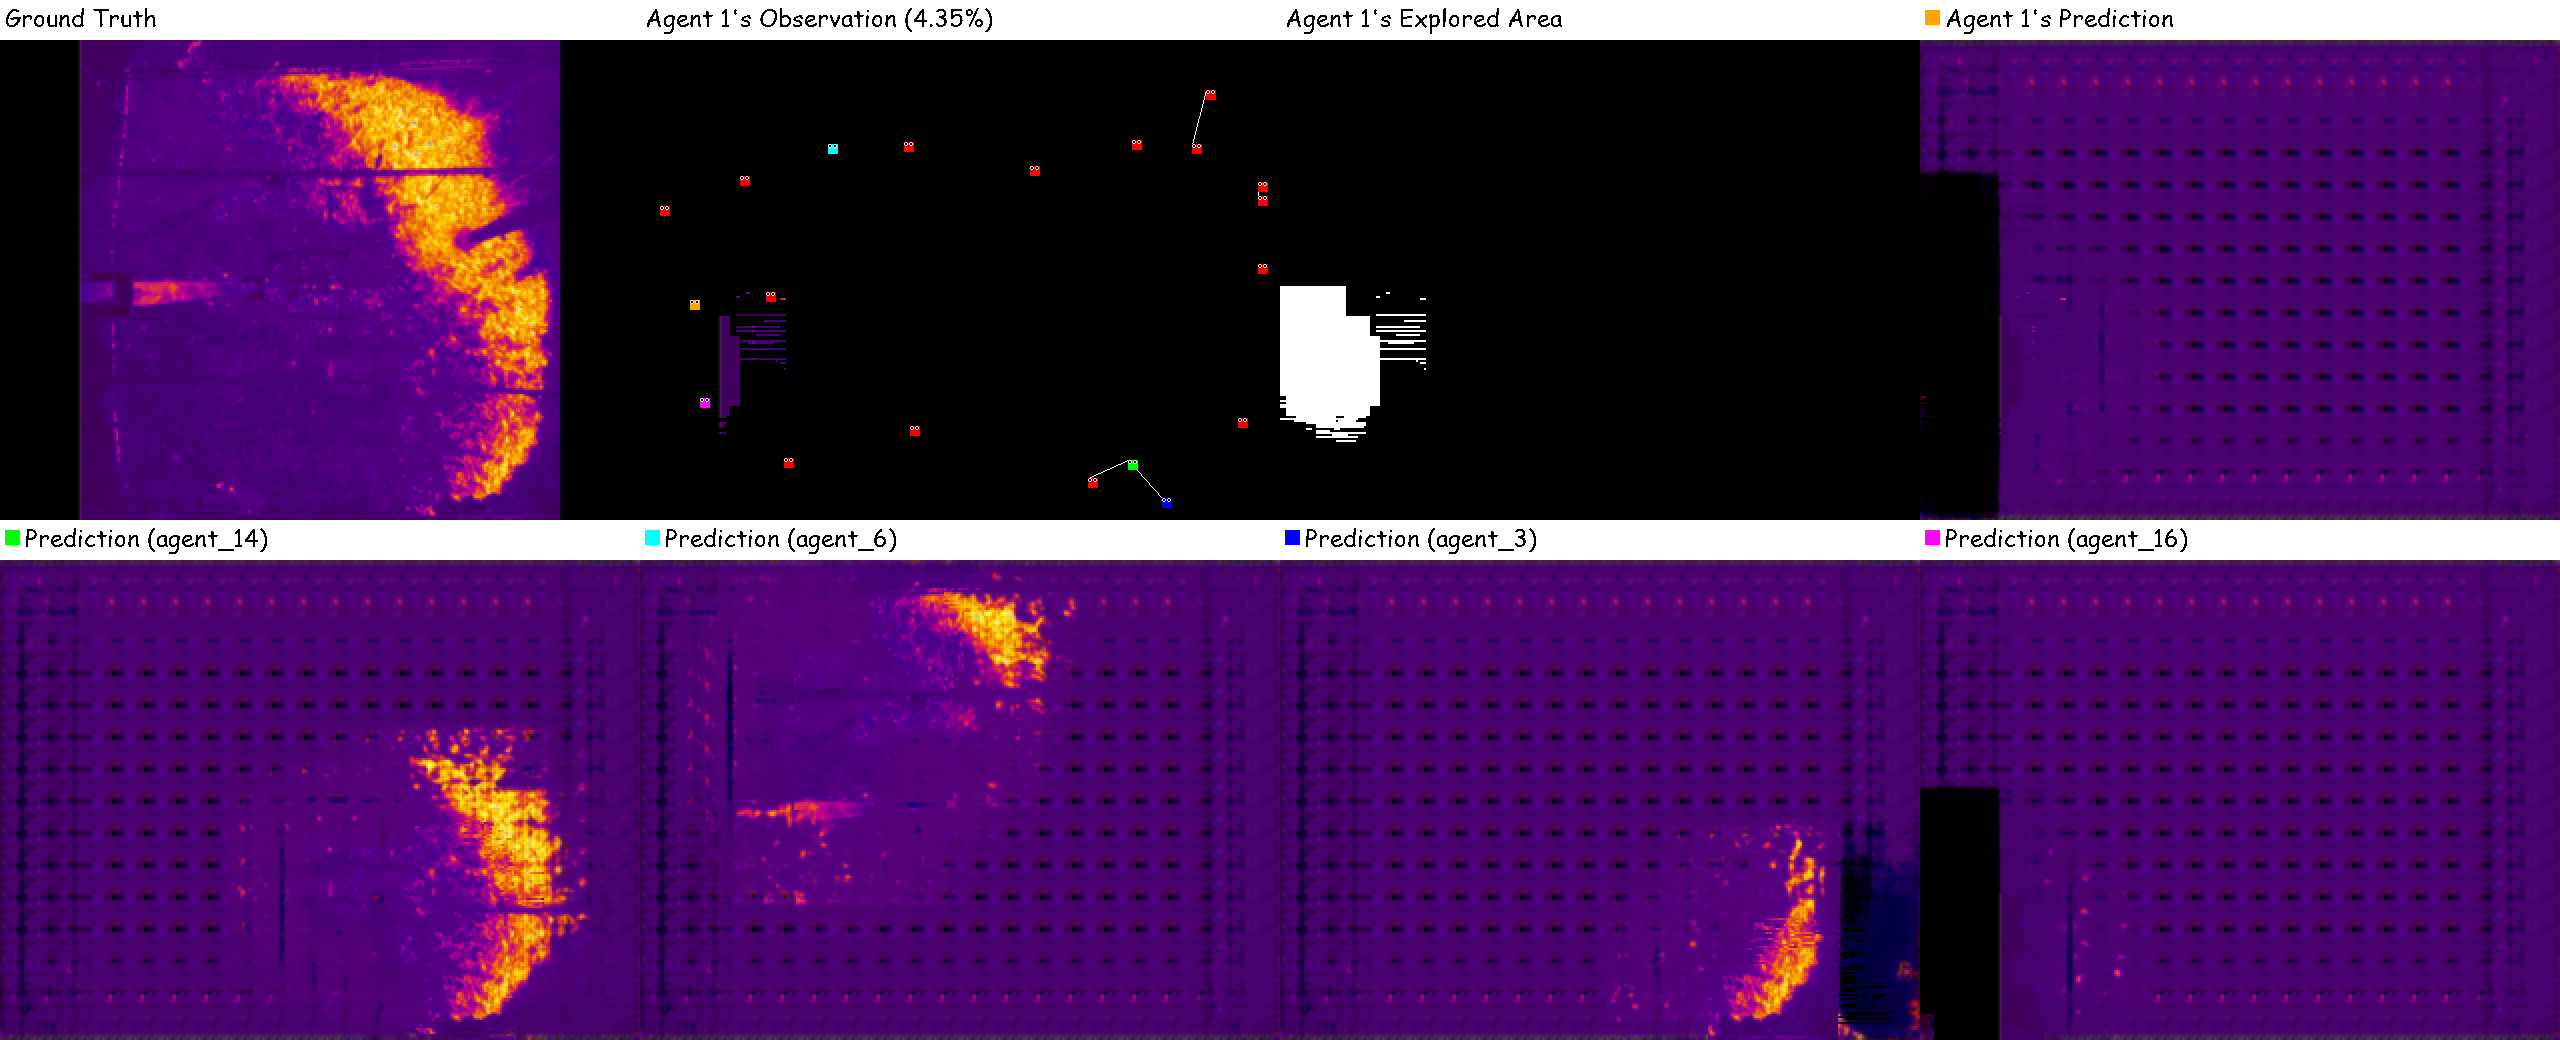 Ground Truth
Agent 1's Observation (4.35%)
Agent 1's Explored Area
Agent 1's Prediction
Prediction (agent_14)
Prediction (agent_6)
Prediction (agent_3)
Prediction (agent_16)